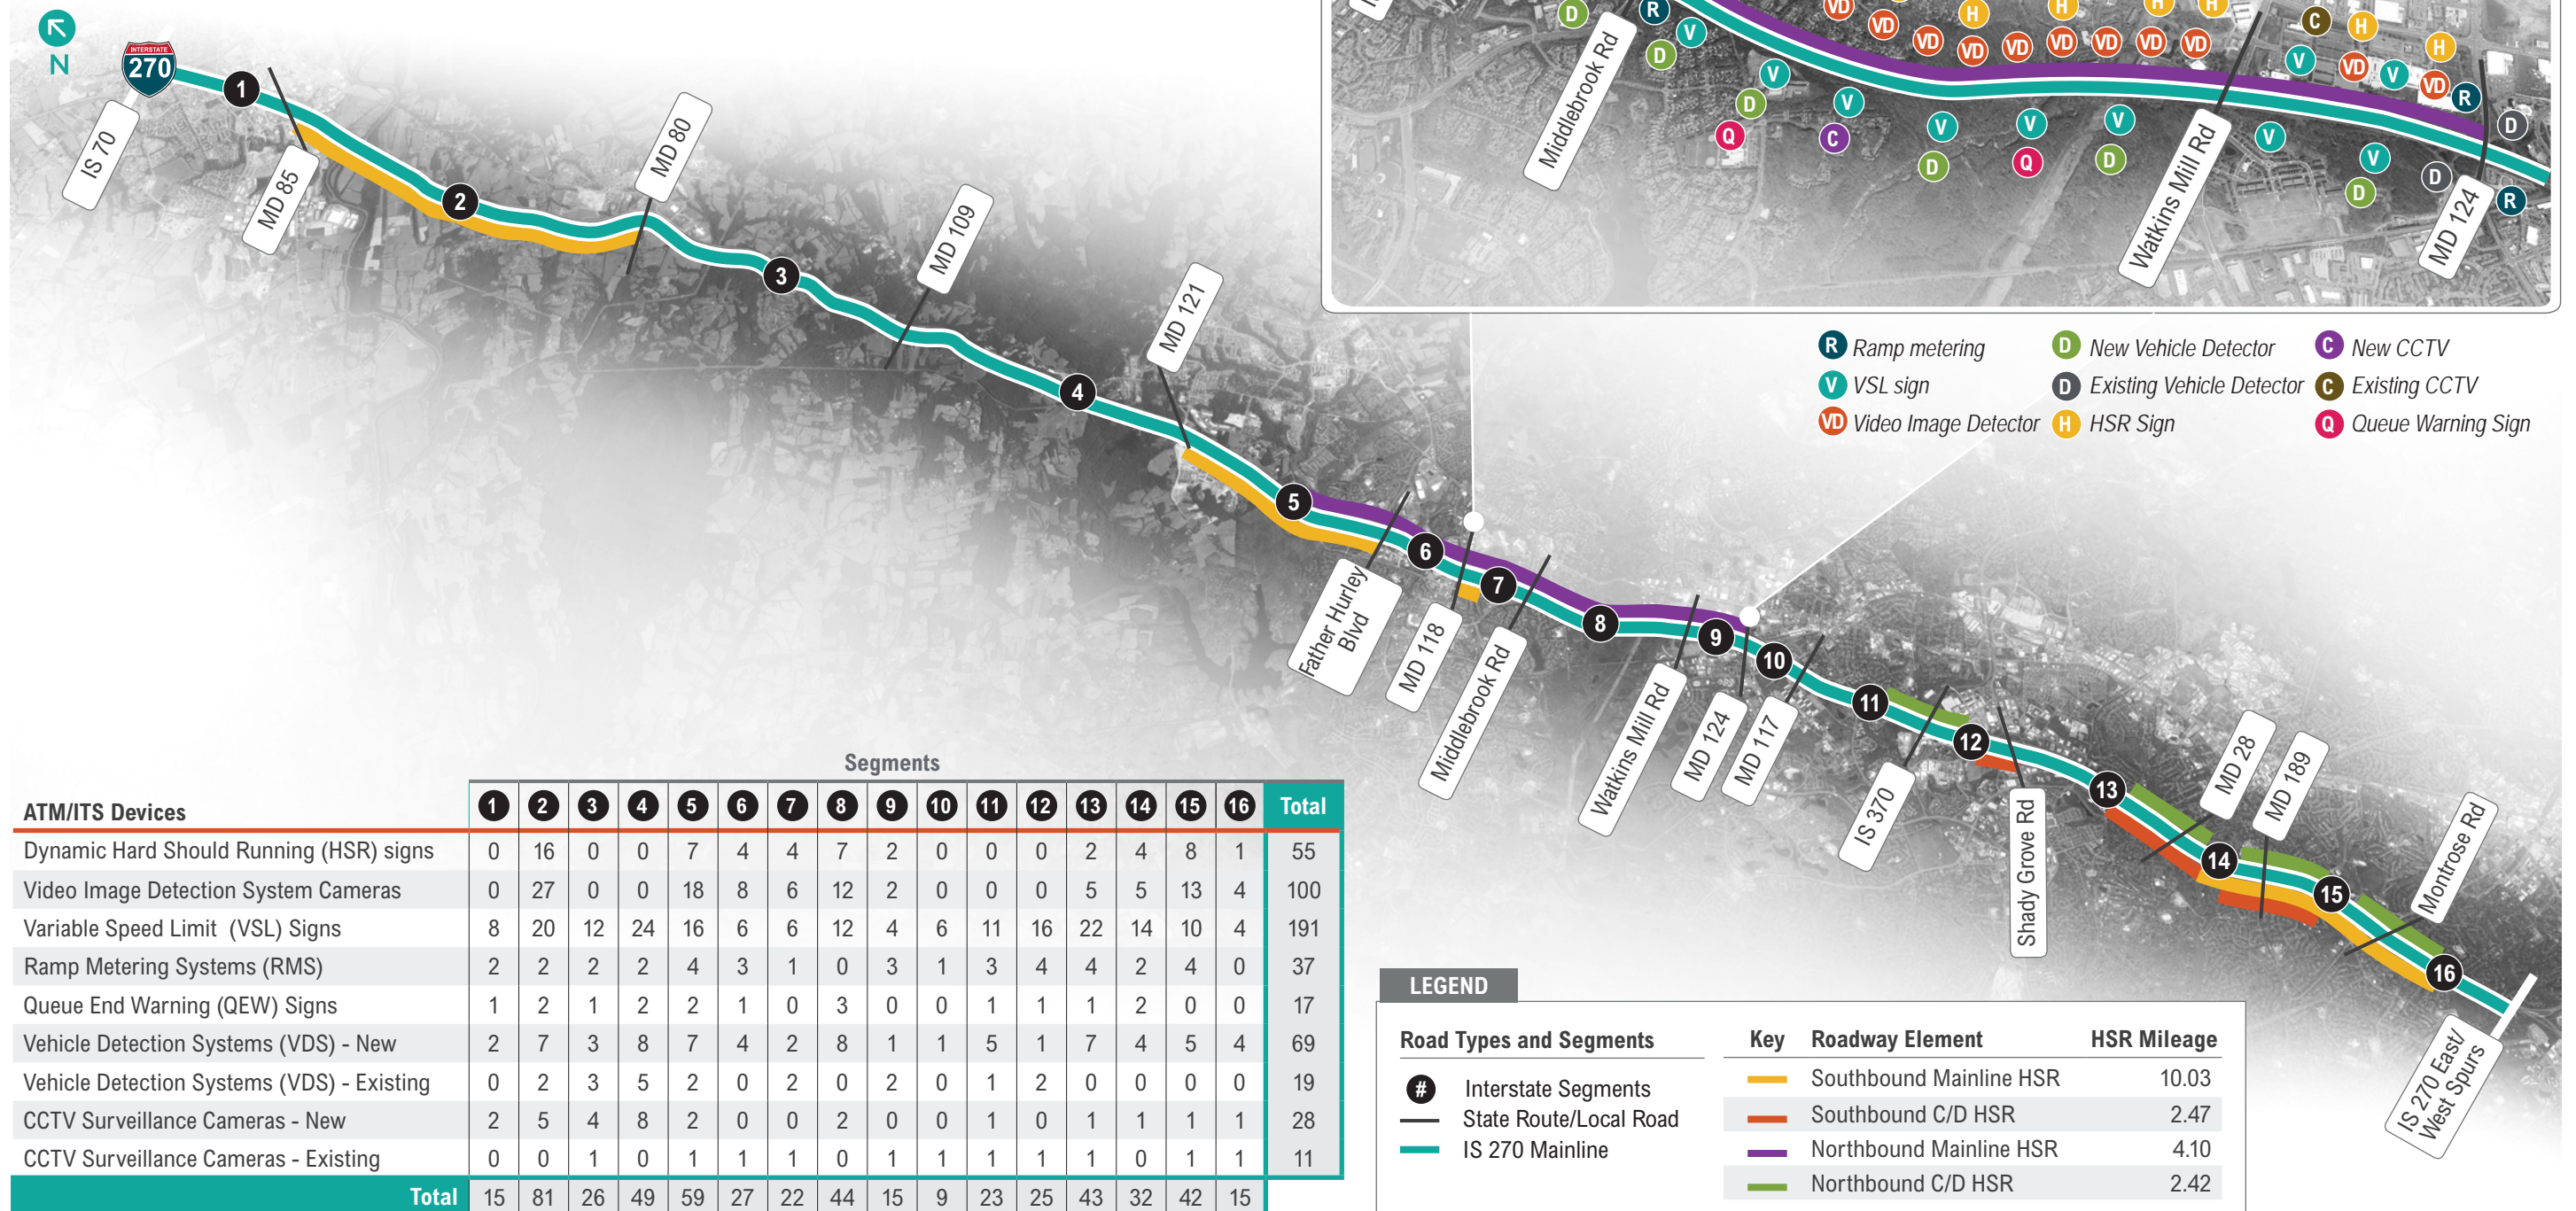 N
INTERSTATE
270
IS 70
1
MD 85
2
MD 80
3
MD 109
4
MD 121
5
Father Hurley
Blvd
6
MD 118
7
Middlebrook Rd
8
Watkins Mill Rd
9
MD 124
10
MD 117
11
IS 370
12
Shady Grove Rd
13
MD 28
14
MD 189
15
Montrose Rd
16
IS 270 East/
West Spurs
Middlebrook Rd
Watkins Mill Rd
MD 124
D R V VD H H H H C H
D VD VD VD VD VD VD VD VD H
V V VD V VD R
D V V V V V D
Q C D Q D V D
D R
R Ramp metering D New Vehicle Detector C New CCTV
V VSL sign D Existing Vehicle Detector C Existing CCTV
VD Video Image Detector H HSR Sign Q Queue Warning Sign
Segments
ATM/ITS Devices 1 2 3 4 5 6 7 8 9 10 11 12 13 14 15 16 Total
Dynamic Hard Should Running (HSR) signs 0 16 0 0 7 4 4 7 2 0 0 0 2 4 8 1 55
Video Image Detection System Cameras 0 27 0 0 18 8 6 12 2 0 0 0 5 5 13 4 100
Variable Speed Limit (VSL) Signs 8 20 12 24 16 6 6 12 4 6 11 16 22 14 10 4 191
Ramp Metering Systems (RMS) 2 2 2 2 4 3 1 0 3 1 3 4 4 2 4 0 37
Queue End Warning (QEW) Signs 1 2 1 2 2 1 0 3 0 0 1 1 1 2 0 0 17
Vehicle Detection Systems (VDS) - New 2 7 3 8 7 4 2 8 1 1 5 1 7 4 5 4 69
Vehicle Detection Systems (VDS) - Existing 0 2 3 5 2 0 2 0 2 0 1 2 0 0 0 0 19
CCTV Surveillance Cameras - New 2 5 4 8 2 0 0 2 0 0 1 0 1 1 1 1 28
CCTV Surveillance Cameras - Existing 0 0 1 0 1 1 1 0 1 1 1 1 1 0 1 1 11
Total 15 81 26 49 59 27 22 44 15 9 23 25 43 32 42 15
LEGEND
Road Types and Segments
# Interstate Segments
State Route/Local Road
IS 270 Mainline
Key Roadway Element HSR Mileage
Southbound Mainline HSR 10.03
Southbound C/D HSR 2.47
Northbound Mainline HSR 4.10
Northbound C/D HSR 2.42